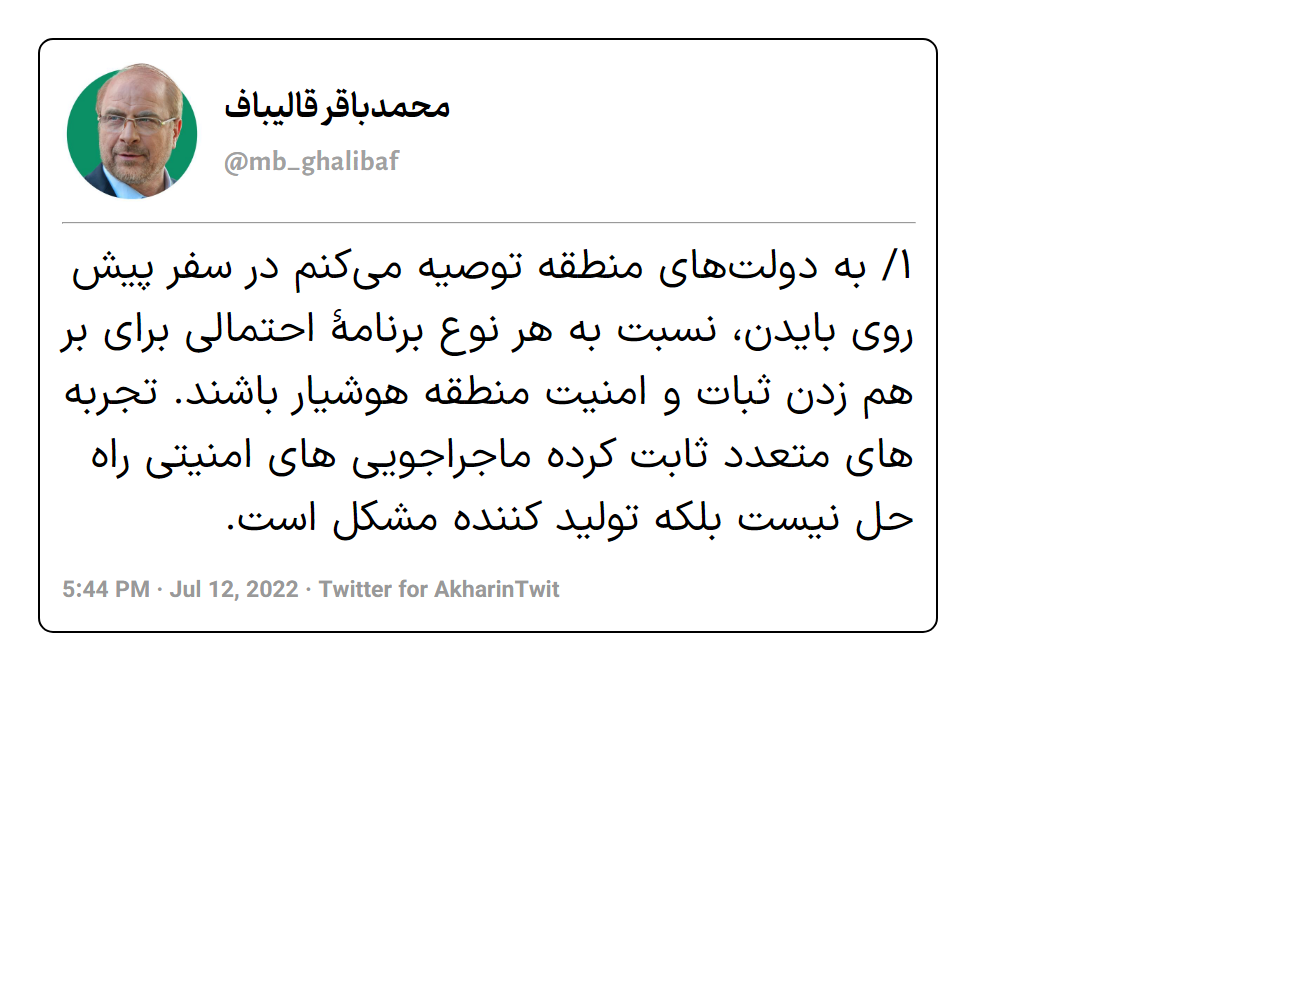 محمدباقر قالیباف
@mb_ghalibaf
۱/ به دولت‌های منطقه توصیه می‌کنم در سفر پیش
روی بایدن، نسبت به هر نوع برنامهٔ احتمالی برای بر
هم زدن ثبات و امنیت منطقه هوشیار باشند. تجربه
های متعدد ثابت کرده ماجراجویی های امنیتی راه
حل نیست بلکه تولید کننده مشکل است.
5:44 PM · Jul 12, 2022 · Twitter for AkharinTwit